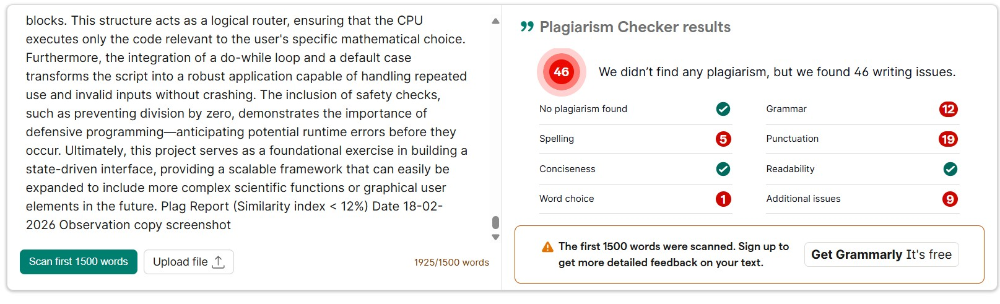 blocks. This structure acts as a logical router, ensuring that the CPU
executes only the code relevant to the user's specific mathematical choice.
Furthermore, the integration of a do-while loop and a default case
transforms the script into a robust application capable of handling repeated
use and invalid inputs without crashing. The inclusion of safety checks,
such as preventing division by zero, demonstrates the importance of
defensive programming—anticipating potential runtime errors before they
occur. Ultimately, this project serves as a foundational exercise in building a
state-driven interface, providing a scalable framework that can easily be
expanded to include more complex scientific functions or graphical user
elements in the future. Plag Report (Similarity index < 12%) Date 18-02-
2026 Observation copy screenshot
Scan first 1500 words
Upload file
1925/1500 words
Plagiarism Checker results
46
We didn’t find any plagiarism, but we found 46 writing issues.
No plagiarism found
Grammar 12
Spelling 5
Punctuation 19
Conciseness
Readability
Word choice 1
Additional issues 9
The first 1500 words were scanned. Sign up to
get more detailed feedback on your text.
Get Grammarly It's free